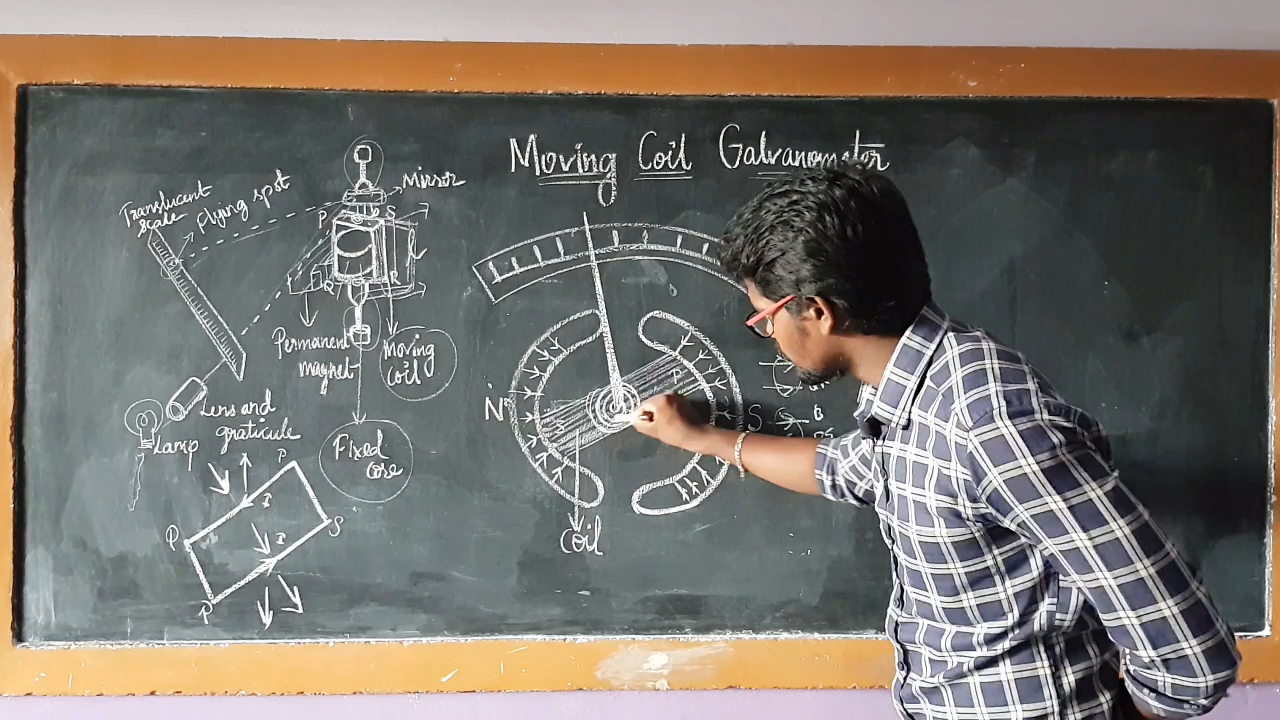 Moving Coil Galvanometer
Mirror
Translucent
Scale
Flying spot
P
S
Q
R
l
Permanent
magnet
Moving
coil
Fixed
Core
Lens and
graticule
Lamp
N
S
P
B
Coil
P
I
P
S
I